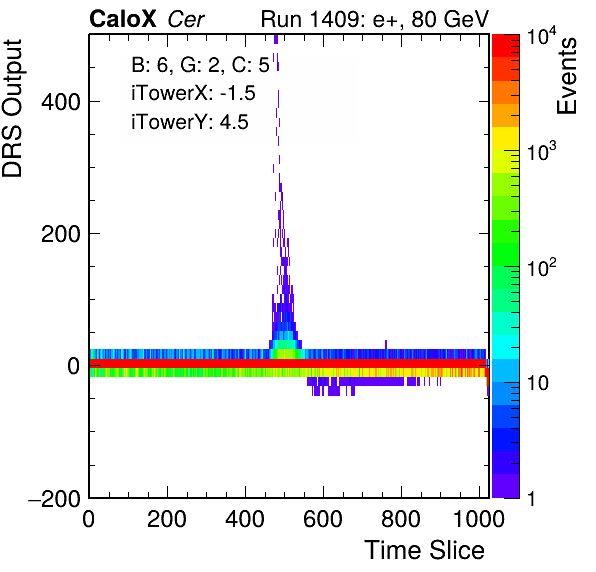 CaloX Cer Run 1409: e+, 80 GeV
B: 6, G: 2, C: 5
iTowerX: -1.5
iTowerY: 4.5
DRS Output
400
200
0
−200
0 200 400 600 800 1000
Time Slice
Events
10^4
10^3
10^2
10
1